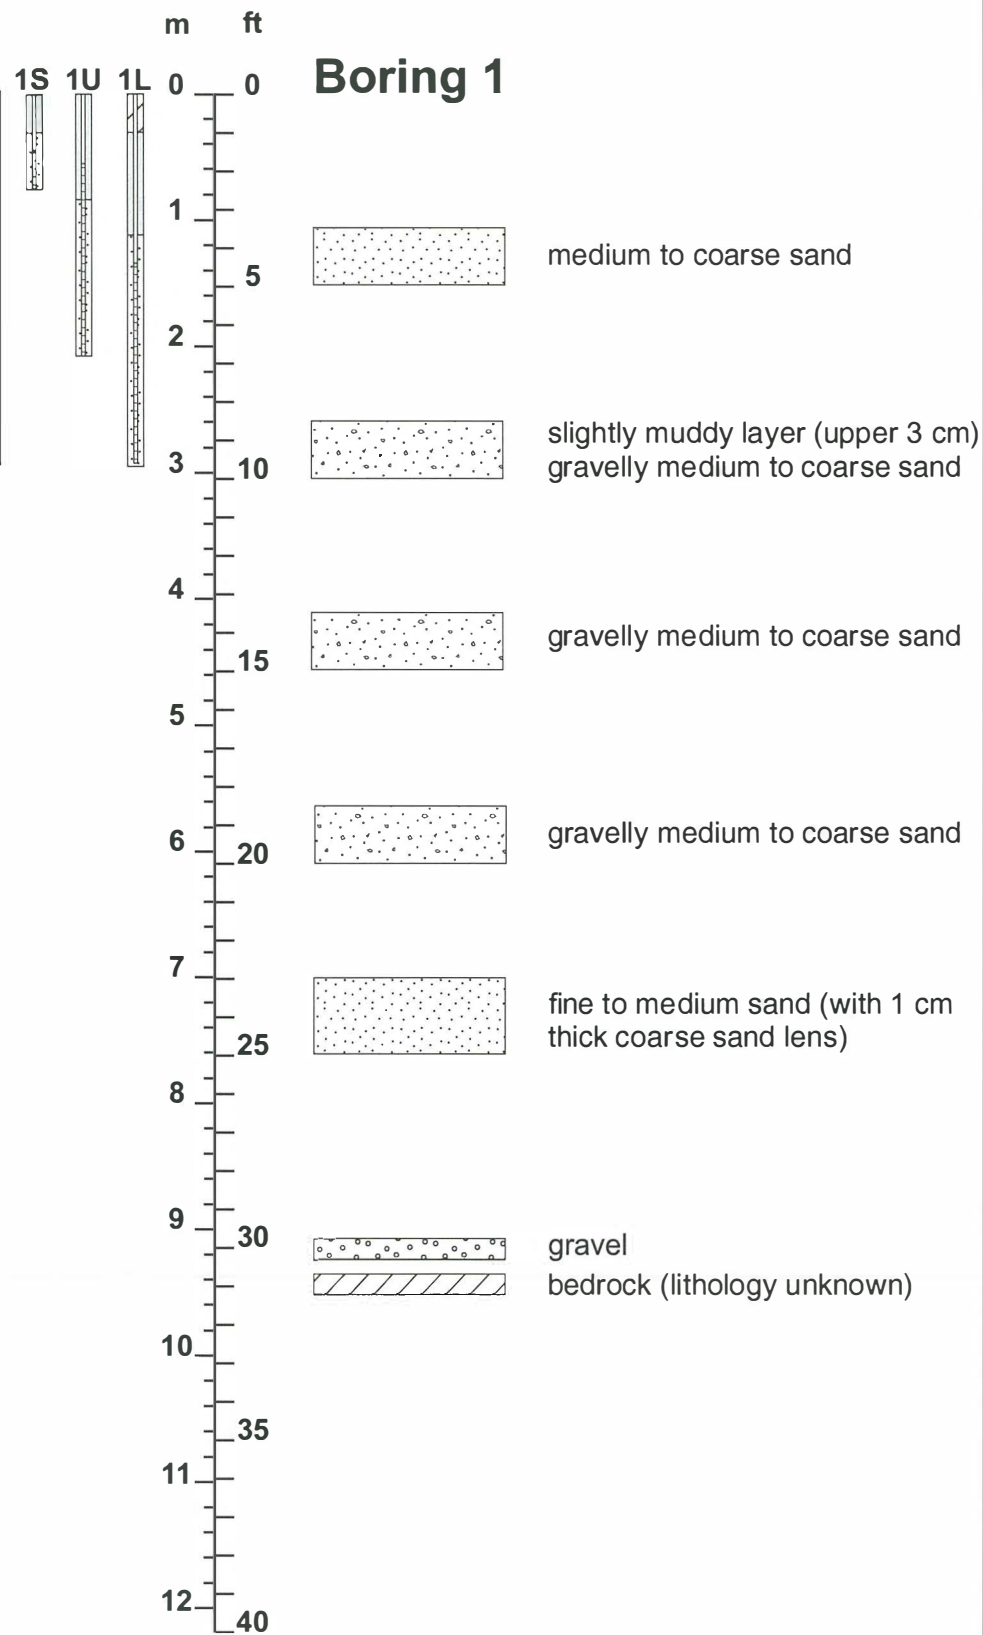 m ft
1S 1U 1L 0 0 Boring 1
1
medium to coarse sand
5
2
slightly muddy layer (upper 3 cm)
3 10 gravelly medium to coarse sand
4
gravelly medium to coarse sand
15
5
6 20 gravelly medium to coarse sand
7
fine to medium sand (with 1 cm
25 thick coarse sand lens)
8
9
30 gravel
bedrock (lithology unknown)
10
35
11
12
40